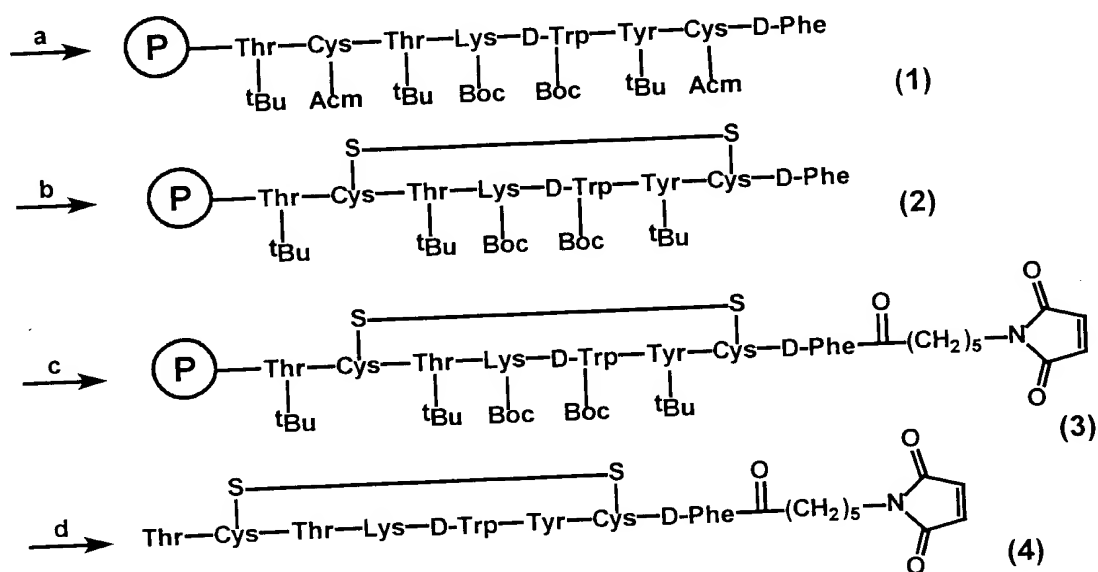 a P Thr—Cys—Thr—Lys—D-Trp—Tyr—Cys—D-Phe
tBu Acm tBu Boc Boc tBu Acm (1)
S S
b P Thr—Cys—Thr—Lys—D-Trp—Tyr—Cys—D-Phe (2)
tBu tBu Boc Boc tBu
S S O O
c P Thr—Cys—Thr—Lys—D-Trp—Tyr—Cys—D-Phe (CH2)5—N
tBu tBu Boc Boc tBu O (3)
S S O O
d Thr—Cys—Thr—Lys—D-Trp—Tyr—Cys—D-Phe (CH2)5—N
O (4)